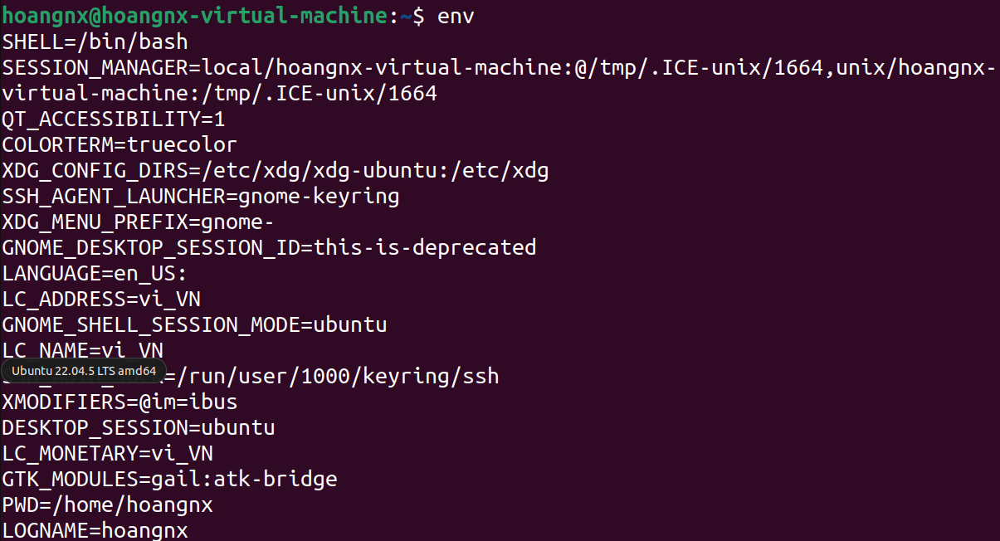 hoangnx@hoangnx-virtual-machine:~$ env
SHELL=/bin/bash
SESSION_MANAGER=local/hoangnx-virtual-machine:@/tmp/.ICE-unix/1664,unix/hoangnx-
virtual-machine:/tmp/.ICE-unix/1664
QT_ACCESSIBILITY=1
COLORTERM=truecolor
XDG_CONFIG_DIRS=/etc/xdg/xdg-ubuntu:/etc/xdg
SSH_AGENT_LAUNCHER=gnome-keyring
XDG_MENU_PREFIX=gnome-
GNOME_DESKTOP_SESSION_ID=this-is-deprecated
LANGUAGE=en_US:
LC_ADDRESS=vi_VN
GNOME_SHELL_SESSION_MODE=ubuntu
LC_NAME=vi_VN
Ubuntu 22.04.5 LTS amd64
=/run/user/1000/keyring/ssh
XMODIFIERS=@im=ibus
DESKTOP_SESSION=ubuntu
LC_MONETARY=vi_VN
GTK_MODULES=gail:atk-bridge
PWD=/home/hoangnx
LOGNAME=hoangnx